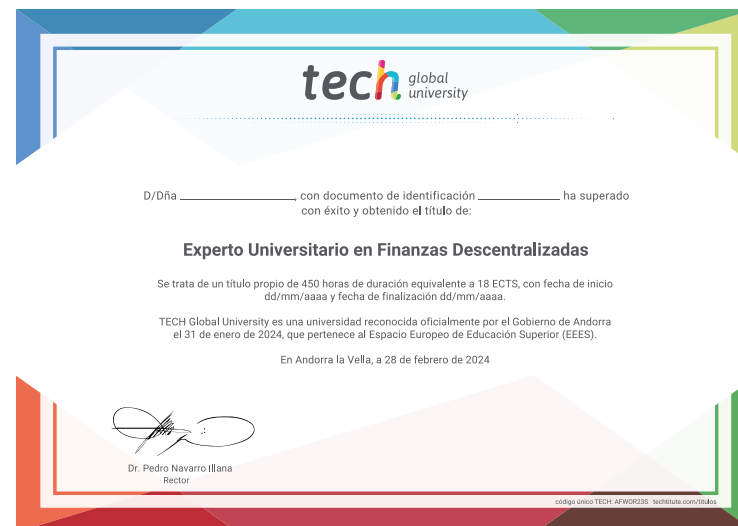 tech global university
D/Dña ____________, con documento de identificación ____________ ha superado
con éxito y obtenido el título de:
Experto Universitario en Finanzas Descentralizadas
Se trata de un título propio de 450 horas de duración equivalente a 18 ECTS, con fecha de inicio
dd/mm/aaaa y fecha de finalización dd/mm/aaaa.
TECH Global University es una universidad reconocida oficialmente por el Gobierno de Andorra
el 31 de enero de 2024, que pertenece al Espacio Europeo de Educación Superior (EEES).
En Andorra la Vella, a 28 de febrero de 2024
Dr. Pedro Navarro Illana
Rector
código único TECH: AFWOR23S techtitute.com/titulos